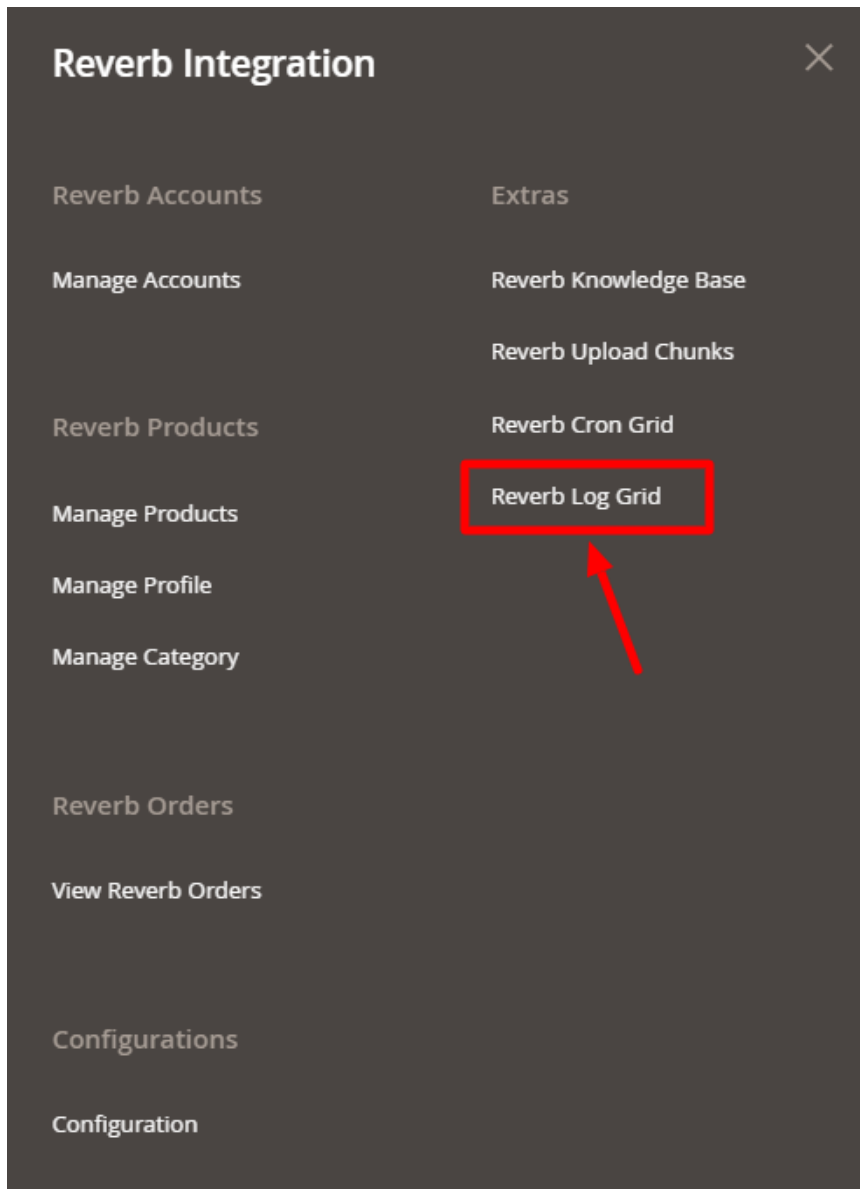 Reverb Integration
Reverb Accounts
Manage Accounts
Reverb Products
Manage Products
Manage Profile
Manage Category
Reverb Orders
View Reverb Orders
Configurations
Configuration
Extras
Reverb Knowledge Base
Reverb Upload Chunks
Reverb Cron Grid
Reverb Log Grid